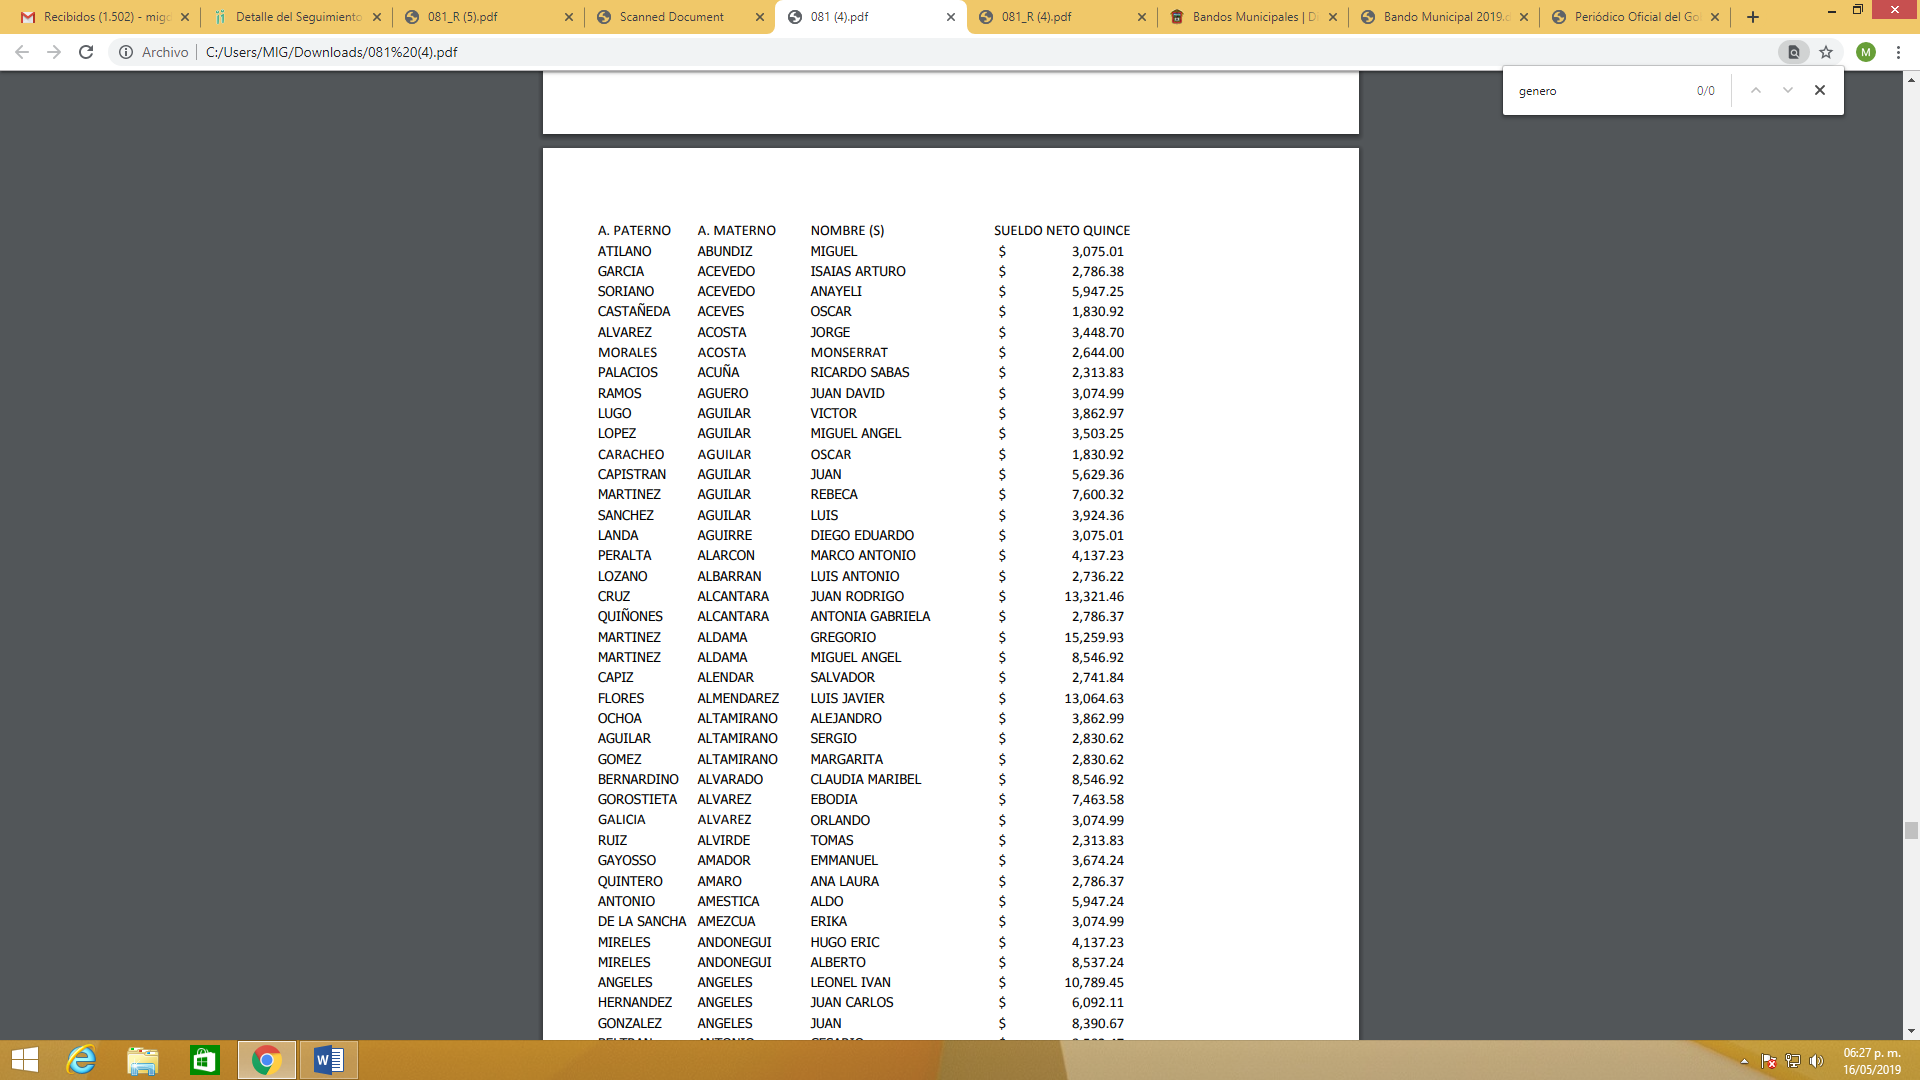 Recibidos (1.502) - migo
Detalle del Seguimiento
081_R (5).pdf
Scanned Document
081 (4).pdf
081_R (4).pdf
Bandos Municipales | D
Bando Municipal 2019.
Periódico Oficial del Go
Archivo C:/Users/MIG/Downloads/081%20(4).pdf
M
genero 0/0
A. PATERNO A. MATERNO NOMBRE (S) SUELDO NETO QUINCE
ATILANO ABUNDIZ MIGUEL $ 3,075.01
GARCIA ACEVEDO ISAIAS ARTURO $ 2,786.38
SORIANO ACEVEDO ANAYELI $ 5,947.25
CASTAÑEDA ACEVES OSCAR $ 1,830.92
ALVAREZ ACOSTA JORGE $ 3,448.70
MORALES ACOSTA MONSERRAT $ 2,644.00
PALACIOS ACUÑA RICARDO SABAS $ 2,313.83
RAMOS AGUERO JUAN DAVID $ 3,074.99
LUGO AGUILAR VICTOR $ 3,862.97
LOPEZ AGUILAR MIGUEL ANGEL $ 3,503.25
CARACHEO AGUILAR OSCAR $ 1,830.92
CAPISTRAN AGUILAR JUAN $ 5,629.36
MARTINEZ AGUILAR REBECA $ 7,600.32
SANCHEZ AGUILAR LUIS $ 3,924.36
LANDA AGUIRRE DIEGO EDUARDO $ 3,075.01
PERALTA ALARCON MARCO ANTONIO $ 4,137.23
LOZANO ALBARRAN LUIS ANTONIO $ 2,736.22
CRUZ ALCANTARA JUAN RODRIGO $ 13,321.46
QUIÑONES ALCANTARA ANTONIA GABRIELA $ 2,786.37
MARTINEZ ALDAMA GREGORIO $ 15,259.93
MARTINEZ ALDAMA MIGUEL ANGEL $ 8,546.92
CAPIZ ALENDAR SALVADOR $ 2,741.84
FLORES ALMENDAREZ LUIS JAVIER $ 13,064.63
OCHOA ALTAMIRANO ALEJANDRO $ 3,862.99
AGUILAR ALTAMIRANO SERGIO $ 2,830.62
GOMEZ ALTAMIRANO MARGARITA $ 2,830.62
BERNARDINO ALVARADO CLAUDIA MARIBEL $ 8,546.92
GOROSTIETA ALVAREZ EBODIA $ 7,463.58
GALICIA ALVAREZ ORLANDO $ 3,074.99
RUIZ ALVIRDE TOMAS $ 2,313.83
GAYOSSO AMADOR EMMANUEL $ 3,674.24
QUINTERO AMARO ANA LAURA $ 2,786.37
ANTONIO AMESTICA ALDO $ 5,947.24
DE LA SANCHA AMEZCUA ERIKA $ 3,074.99
MIRELES ANDONEGUI HUGO ERIC $ 4,137.23
MIRELES ANDONEGUI ALBERTO $ 8,537.24
ANGELES ANGELES LEONEL IVAN $ 10,789.45
HERNANDEZ ANGELES JUAN CARLOS $ 6,092.11
GONZALEZ ANGELES JUAN $ 8,390.67
06:27 p. m.
16/05/2019